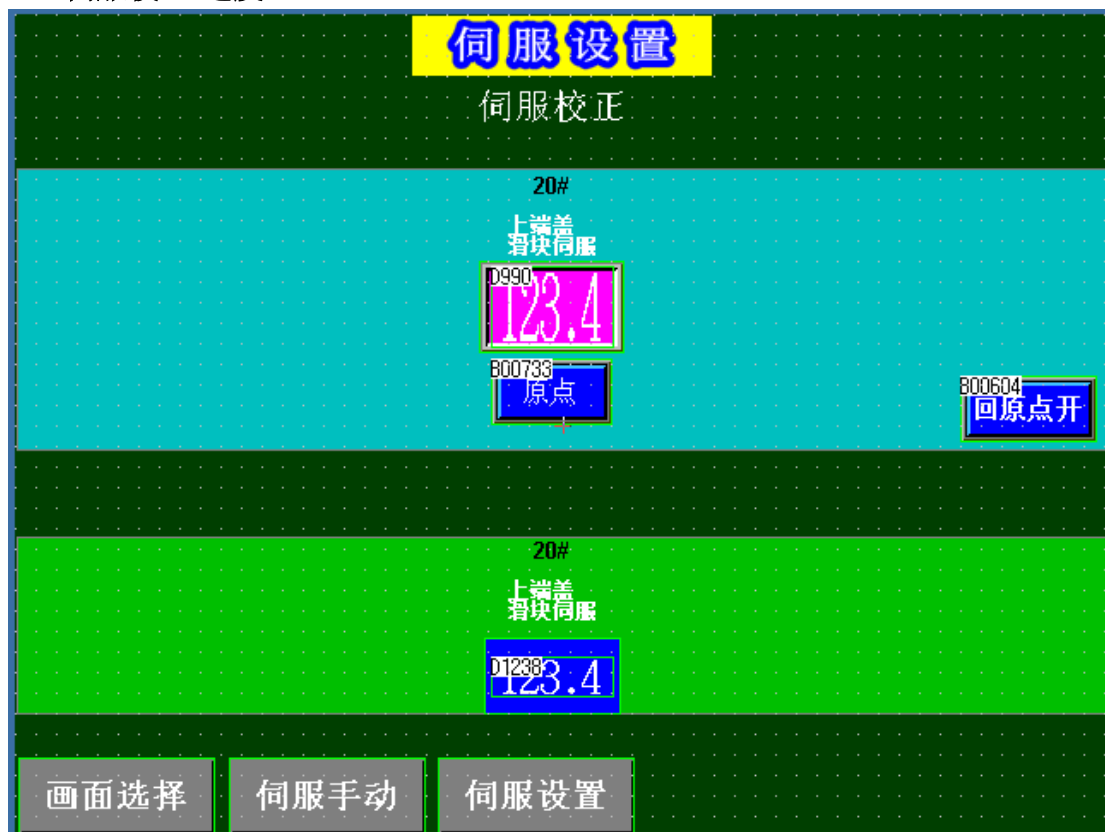 伺服设置
伺服校正
20#
上端盖
滑块伺服
D990
123.4
B00733
原点
B00604
回原点开
20#
上端盖
滑块伺服
D1238
123.4
画面选择
伺服手动
伺服设置